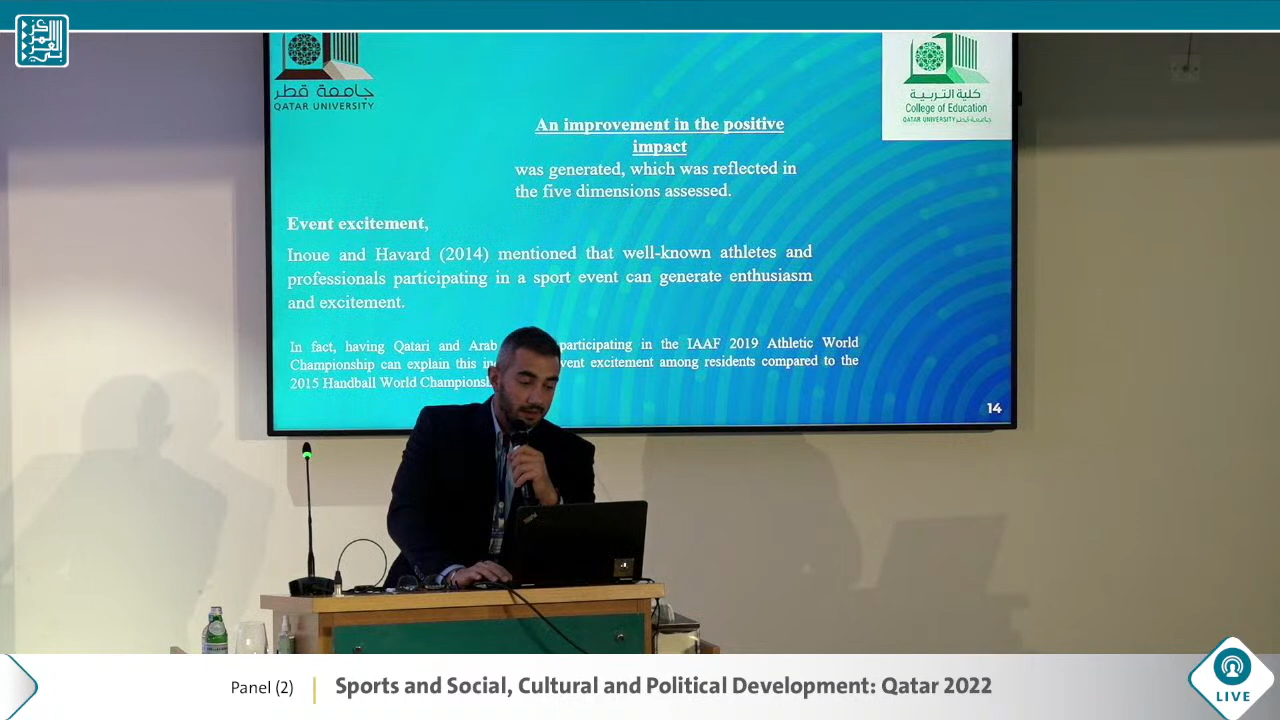 جامعة قطر
QATAR UNIVERSITY
كلية التربية
College of Education
QATAR UNIVERSITY جامعة قطر
An improvement in the positive
impact
was generated, which was reflected in
the five dimensions assessed.
Event excitement,
Inoue and Havard (2014) mentioned that well-known athletes and
professionals participating in a sport event can generate enthusiasm
and excitement.
In fact, having Qatari and Arab participating in the IAAF 2019 Athletic World
Championship can explain this event excitement among residents compared to the
2015 Handball World
14
Panel (2)
Sports and Social, Cultural and Political Development: Qatar 2022
LIVE